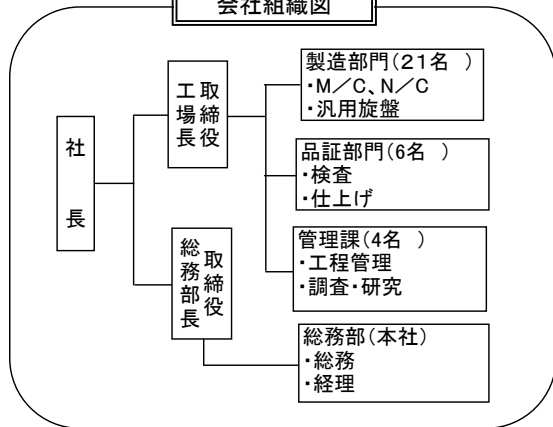 会社組織図
社長
取締役
工場長
取締役
総務部長
製造部門(21名 )
・M/C、N/C
・汎用旋盤
品証部門(6名 )
・検査
・仕上げ
管理課(4名 )
・工程管理
・調査・研究
総務部(本社)
・総務
・経理